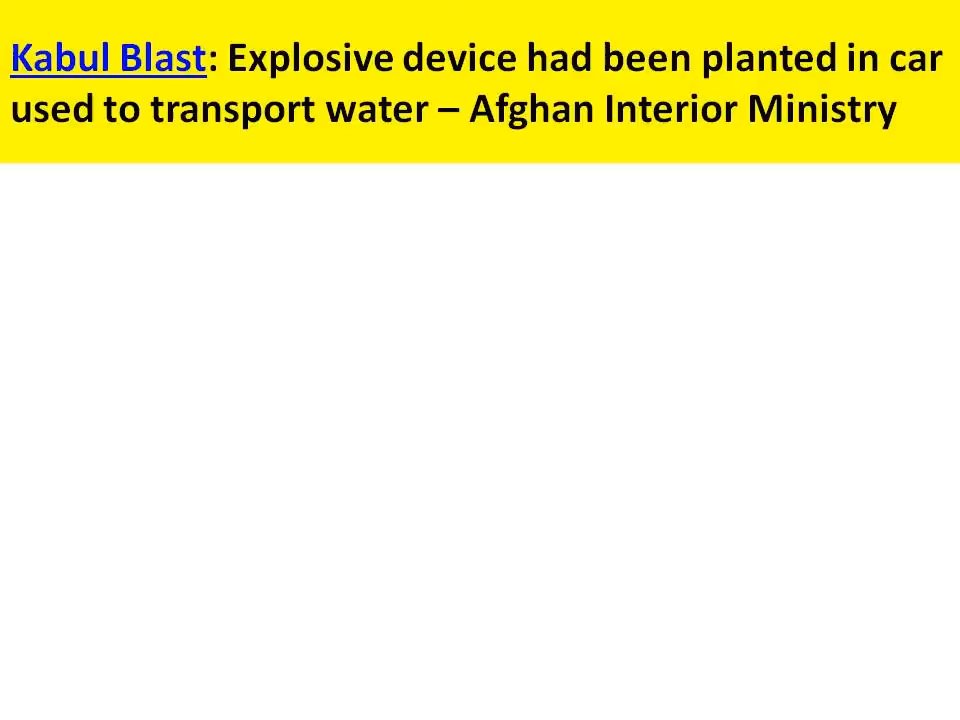 Kabul Blast: Explosive device had been planted in car
used to transport water – Afghan Interior Ministry